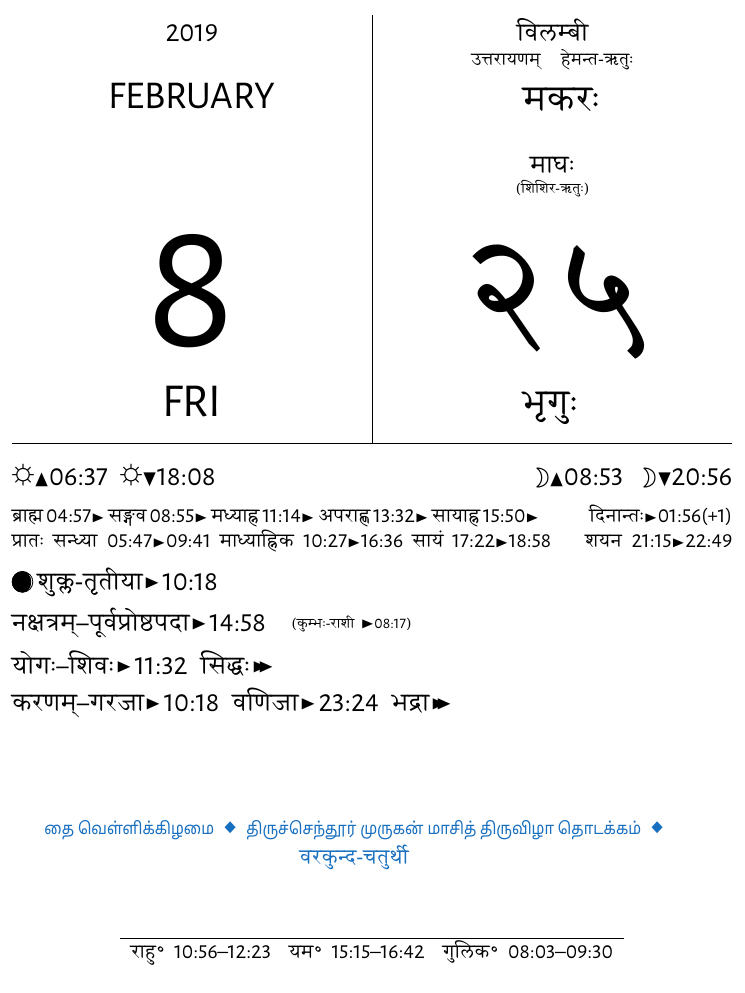 2019
FEBRUARY
8
FRI
विलम्बी
उत्तरायणम् हेमन्त-ऋतुः
मकरः
माघः
(शिशिर-ऋतुः)
२५
भृगुः
☼▲06:37 ☼▼18:08 ☽▲08:53 ☽▼20:56
ब्राह्म 04:57► सङ्गव 08:55► मध्याह्न 11:14► अपराह्ण 13:32► सायाह्न 15:50► दिनान्तः►01:56(+1)
प्रातः सन्ध्या 05:47►09:41 माध्याह्निक 10:27►16:36 सायं 17:22►18:58 शयन 21:15►22:49
शुक्ल-तृतीया►10:18
नक्षत्रम्–पूर्वप्रोष्ठपदा►14:58 (कुम्भः-राशी ►08:17)
योगः–शिवः►11:32 सिद्धः►►
करणम्–गरजा►10:18 वणिजा►23:24 भद्रा►►
தை வெள்ளிக்கிழமை ◆ திருச்செந்தூர் முருகன் மாசித் திருவிழா தொடக்கம் ◆
वरकुन्द-चतुर्थी
राहु॰ 10:56–12:23 यम॰ 15:15–16:42 गुलिक॰ 08:03–09:30